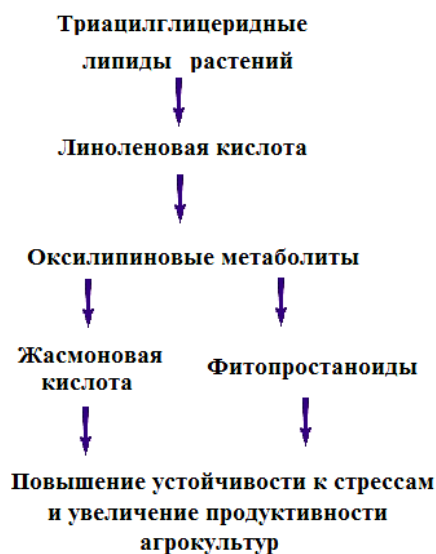 Триацилглицеридные
липиды растений
Линоленовая кислота
Оксилипиновые метаболиты
Жасмоновая
кислота
Фитопростаноиды
Повышение устойчивости к стрессам
и увеличение продуктивности
агрокультур